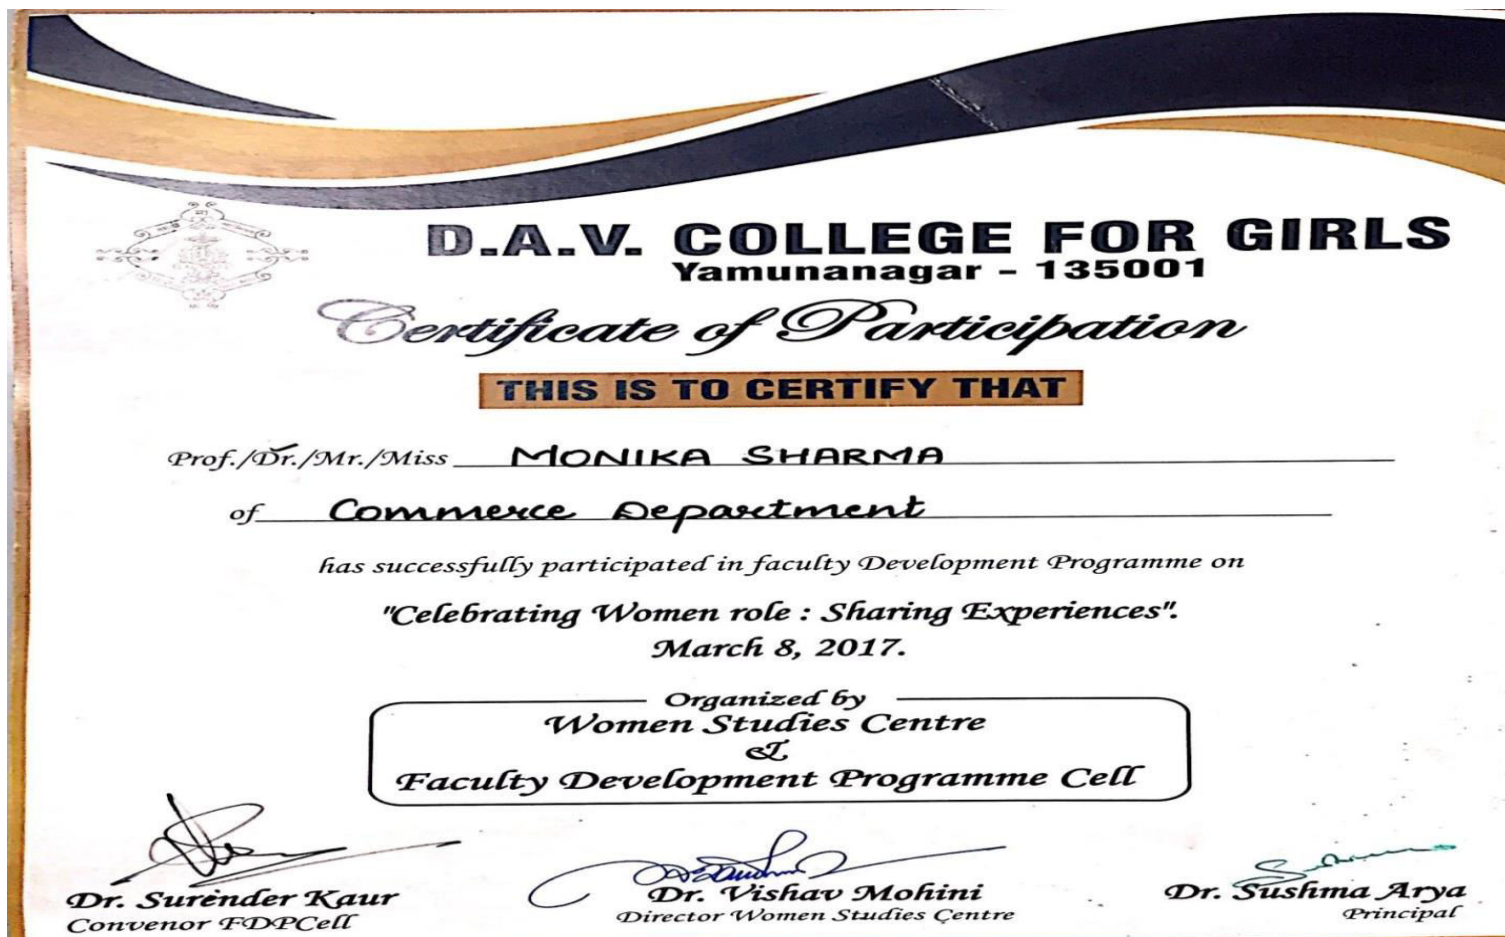 D.A.V. COLLEGE FOR GIRLS
Yamunanagar - 135001
Certificate of Participation
THIS IS TO CERTIFY THAT
Prof./Dr./Mr./Miss MONIKA SHARMA
of Commerce Department
has successfully participated in faculty Development Programme on
"Celebrating Women role : Sharing Experiences".
March 8, 2017.
Organized by
Women Studies Centre
&
Faculty Development Programme Cell
Dr. Surender Kaur
Convenor FDPCell
Dr. Vishav Mohini
Director Women Studies Centre
Dr. Sushma Arya
Principal